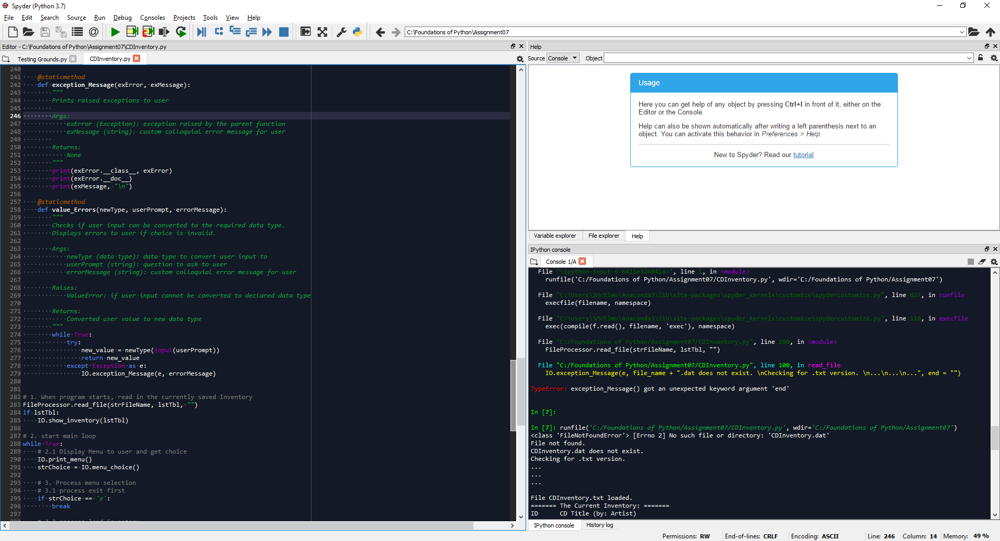 Spyder (Python 3.7)
File Edit Search Source Run Debug Consoles Projects Tools View Help
C:\Foundations of Python\Assignment07
Editor - C:\Foundations of Python\Assignment07\CDInventory.py
Testing Grounds.py
CDInventory.py
240
241 ····@staticmethod
242 ····def·exception_Message(exError,·exMessage):
243 ········"""
244 ········Prints·raised·exceptions·to·user
245 ········
246 ········Args:
247 ············exError·(Exception):·exception·raised·by·the·parent·function
248 ············exMessage·(string):·custom·colloquial·error·message·for·user
249 ········
250 ········Returns:
251 ············None
252 ········"""
253 ········print(exError.__class__,·exError)
254 ········print(exError.__doc__)
255 ········print(exMessage,·"\n")
256
257 ····@staticmethod
258 ····def·value_Errors(newType,·userPrompt,·errorMessage):
259 ········"""
260 ········Checks·if·user·input·can·be·converted·to·the·required·data·type.
261 ········Displays·errors·to·user·if·choice·is·invalid.
262
263 ········Args:
264 ············newType·(data·type):·data·type·to·convert·user·input·to
265 ············userPrompt·(string):·question·to·ask·to·user
266 ············errorMessage·(string):·custom·colloquial·error·message·for·user
267
268 ········Raises:
269 ············ValueError:·if·user·input·cannot·be·converted·to·declared·data·type
270
271 ········Returns:
272 ············Converted·user·value·to·new·data·type
273 ········"""
274 ········while·True:
275 ············try:
276 ················new_value·=·newType(input(userPrompt))
277 ················return·new_value
278 ············except·Exception·as·e:
279 ················IO.exception_Message(e,·errorMessage)
280
281
282 #·1.·When·program·starts,·read·in·the·currently·saved·Inventory
283 FileProcessor.read_file(strFileName,·lstTbl,·"")
284 if·lstTbl:
285 ····IO.show_inventory(lstTbl)
286
287 #·2.·start·main·loop
288 while·True:
289 ····#·2.1·Display·Menu·to·user·and·get·choice
290 ····IO.print_menu()
291 ····strChoice·=·IO.menu_choice()
292
293 ····#·3.·Process·menu·selection
294 ····#·3.1·process·exit·first
295 ····if·strChoice·==·'x':
296 ········break
297
Help
Source Console Object
Usage
Here you can get help of any object by pressing Ctrl+I in front of it, either on the
Editor or the Console.
Help can also be shown automatically after writing a left parenthesis next to an
object. You can activate this behavior in Preferences > Help.
New to Spyder? Read our tutorial
Variable explorer File explorer Help
IPython console
Console 1/A
File "<ipython-input-6-6413e324041a>", line 1, in <module>
runfile('C:/Foundations of Python/Assignment07/CDInventory.py', wdir='C:/Foundations of Python/Assignment07')
File "C:\Users\SMcElmo\Anaconda3\lib\site-packages\spyder_kernels\customize\spydercustomize.py", line 827, in runfile
execfile(filename, namespace)
File "C:\Users\SMcElmo\Anaconda3\lib\site-packages\spyder_kernels\customize\spydercustomize.py", line 110, in execfile
exec(compile(f.read(), filename, 'exec'), namespace)
File "C:/Foundations of Python/Assignment07/CDInventory.py", line 280, in <module>
FileProcessor.read_file(strFileName, lstTbl, "")
File "C:/Foundations of Python/Assignment07/CDInventory.py", line 100, in read_file
IO.exception_Message(e, file_name + ".dat does not exist. \nChecking for .txt version. \n...\n...\n...", end = "")
TypeError: exception_Message() got an unexpected keyword argument 'end'
In [7]:
In [7]: runfile('C:/Foundations of Python/Assignment07/CDInventory.py', wdir='C:/Foundations of Python/Assignment07')
<class 'FileNotFoundError'> [Errno 2] No such file or directory: 'CDInventory.dat'
File not found.
CDInventory.dat does not exist.
Checking for .txt version.
...
...
...
File CDInventory.txt loaded.
======= The Current Inventory: =======
ID CD Title (by: Artist)
IPython console History log
Permissions: RW End-of-lines: CRLF Encoding: ASCII Line: 246 Column: 14 Memory: 49 %